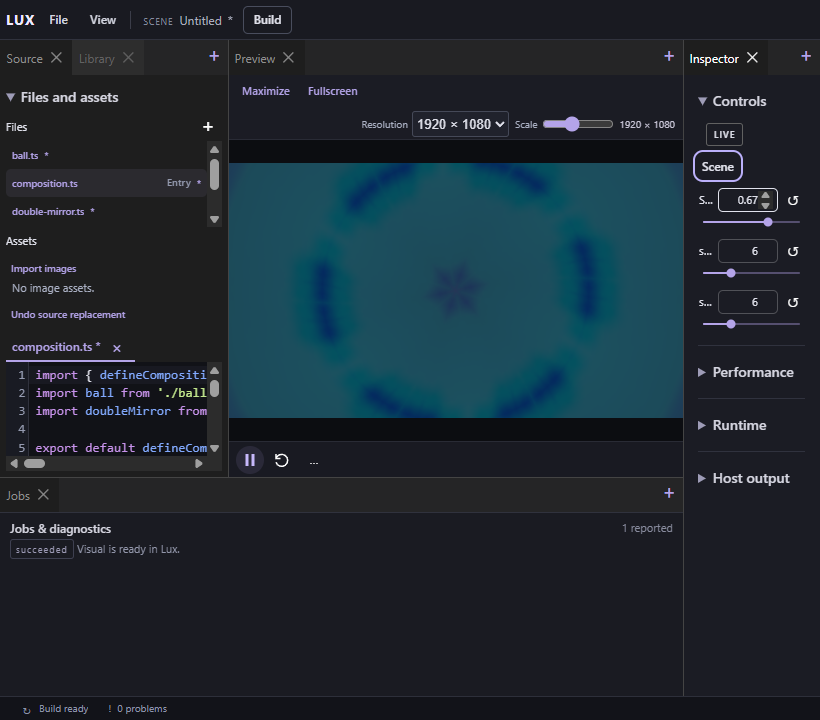 LUX File View SCENE Untitled * Build
Source Library +
Files and assets
Files +
ball.ts *
composition.ts Entry *
double-mirror.ts *
Assets
Import images
No image assets.
Undo source replacement
composition.ts * ×
1 import { defineCompositi
2 import ball from './ball
3 import doubleMirror from
4
5 export default defineCom
Preview +
Maximize Fullscreen
Resolution 1920 × 1080 Scale 1920 × 1080
...
Jobs +
Jobs & diagnostics 1 reported
succeeded Visual is ready in Lux.
Inspector +
Controls
LIVE
Scene
S... 0.67
s... 6
s... 6
Performance
Runtime
Host output
Build ready ! 0 problems